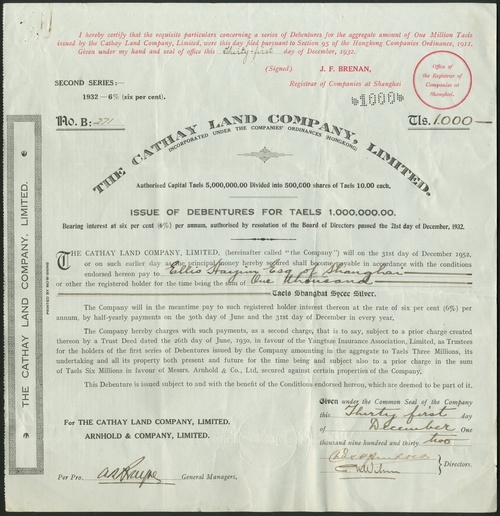 I hereby certify that the requisite particulars concerning a series of Debentures for the aggregate amount of One Million Taels
issued by the Cathay Land Company, Limited, were this day filed pursuant to Section 95 of the Hongkong Companies Ordinance, 1911.
Given under my hand and seal of office this Thirty-first day of December, 1932.
(Signed) J. F. BRENAN,
Registrar of Companies at Shanghai
Office of the Registrar of Companies at Shanghai.
SECOND SERIES:—
1932—6% (six per cent).
*1000*
No. B: 271
Tls. 1.000—
THE CATHAY LAND COMPANY, LIMITED.
INCORPORATED UNDER THE COMPANIES' ORDINANCES (HONGKONG)
Authorised Capital Taels 5,000,000.00 Divided into 500,000 shares of Taels 10.00 each.
ISSUE OF DEBENTURES FOR TAELS 1,000,000.00.
Bearing interest at six per cent (6%) per annum, authorised by resolution of the Board of Directors passed the 21st day of December, 1932.
THE CATHAY LAND COMPANY, LIMITED, (hereinafter called "the Company") will on the 31st day of December 1952,
or on such earlier day as the principal money hereby secured shall become payable in accordance with the conditions
endorsed hereon pay to Ellis Hayim Esq of Shanghai
or other the registered holder for the time being the sum of One thousand
Taels Shanghai Sycee Silver.
The Company will in the meantime pay to such registered holder interest thereon at the rate of six per cent (6%) per
annum, by half-yearly payments on the 30th day of June and the 31st day of December in every year,
The Company hereby charges with such payments, as a second charge, that is to say, subject to a prior charge created
thereon by a Trust Deed dated the 26th of June, 1930, in favour of the Yangtsze Insurance Association, Limited, as Trustees
for the holders of the first series of Debentures issued by the Company amounting in the aggregate to Taels Three Millions, its
undertaking and all its property both present and future for the time being and subject also to a prior charge in the sum
of Taels Six Millions in favour of Messrs. Arnhold & Co., Ltd, secured against certain properties of the Company.
This Debenture is issued subject to and with the benefit of the Conditions endorsed hereon, which are deemed to be part of it.
Given under the Common Seal of the Company
this Thirty first day
of December One
thousand nine hundred and thirty two
Directors.
For THE CATHAY LAND COMPANY, LIMITED.
ARNHOLD & COMPANY, LIMITED.
Per Pro. General Managers,
THE CATHAY LAND COMPANY, LIMITED.